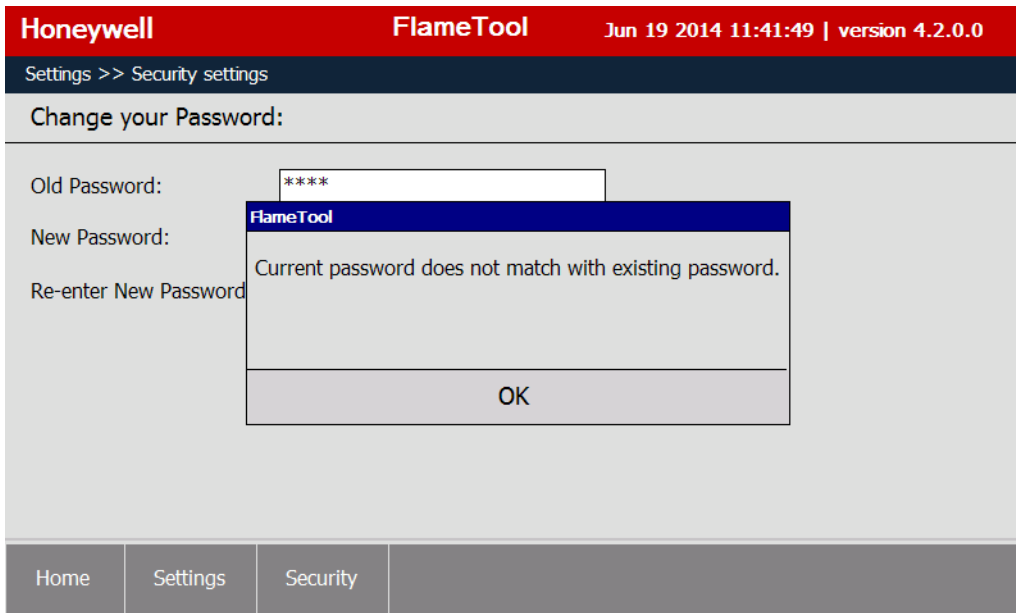 Honeywell FlameTool Jun 19 2014 11:41:49 | version 4.2.0.0
Settings >> Security settings
Change your Password:
Old Password: ****
FlameTool
New Password:
Current password does not match with existing password.
Re-enter New Password
OK
Home Settings Security